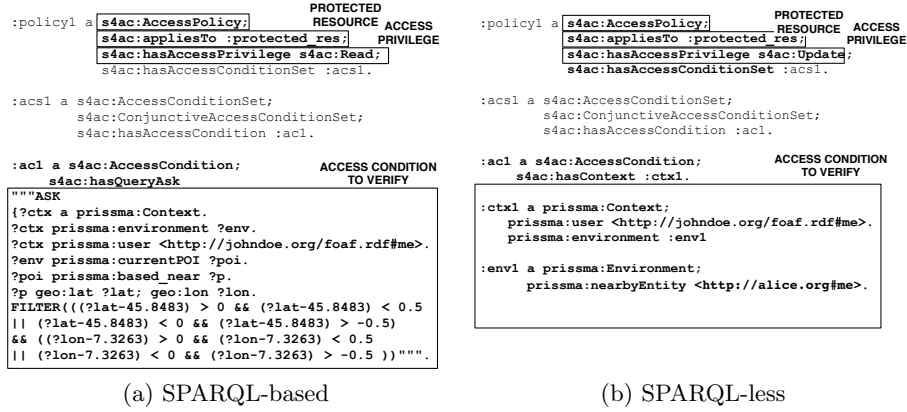 PROTECTED
RESOURCE
ACCESS
PRIVILEGE
:policy1 a s4ac:AccessPolicy;
s4ac:appliesTo :protected_res;
s4ac:hasAccessPrivilege s4ac:Read;
s4ac:hasAccessConditionSet :acs1.
:acs1 a s4ac:AccessConditionSet;
s4ac:ConjunctiveAccessConditionSet;
s4ac:hasAccessCondition :ac1.
:ac1 a s4ac:AccessCondition;
s4ac:hasQueryAsk
ACCESS CONDITION
TO VERIFY
"""ASK
{?ctx a prissma:Context.
?ctx prissma:environment ?env.
?ctx prissma:user <http://johndoe.org/foaf.rdf#me>.
?env prissma:currentPOI ?poi.
?poi prissma:based_near ?p.
?p geo:lat ?lat; geo:lon ?lon.
FILTER(((?lat-45.8483) > 0 && (?lat-45.8483) < 0.5
|| (?lat-45.8483) < 0 && (?lat-45.8483) > -0.5)
&& ((?lon-7.3263) > 0 && (?lon-7.3263) < 0.5
|| (?lon-7.3263) < 0 && (?lon-7.3263) > -0.5 ))""".
(a) SPARQL-based
PROTECTED
RESOURCE
ACCESS
PRIVILEGE
:policy1 a s4ac:AccessPolicy;
s4ac:appliesTo :protected_res;
s4ac:hasAccessPrivilege s4ac:Update;
s4ac:hasAccessConditionSet :acs1.
:acs1 a s4ac:AccessConditionSet;
s4ac:ConjunctiveAccessConditionSet;
s4ac:hasAccessCondition :ac1.
:ac1 a s4ac:AccessCondition;
s4ac:hasContext :ctx1.
ACCESS CONDITION
TO VERIFY
:ctx1 a prissma:Context;
prissma:user <http://johndoe.org/foaf.rdf#me>.
prissma:environment :env1
:env1 a prissma:Environment;
prissma:nearbyEntity <http://alice.org#me>.
(b) SPARQL-less